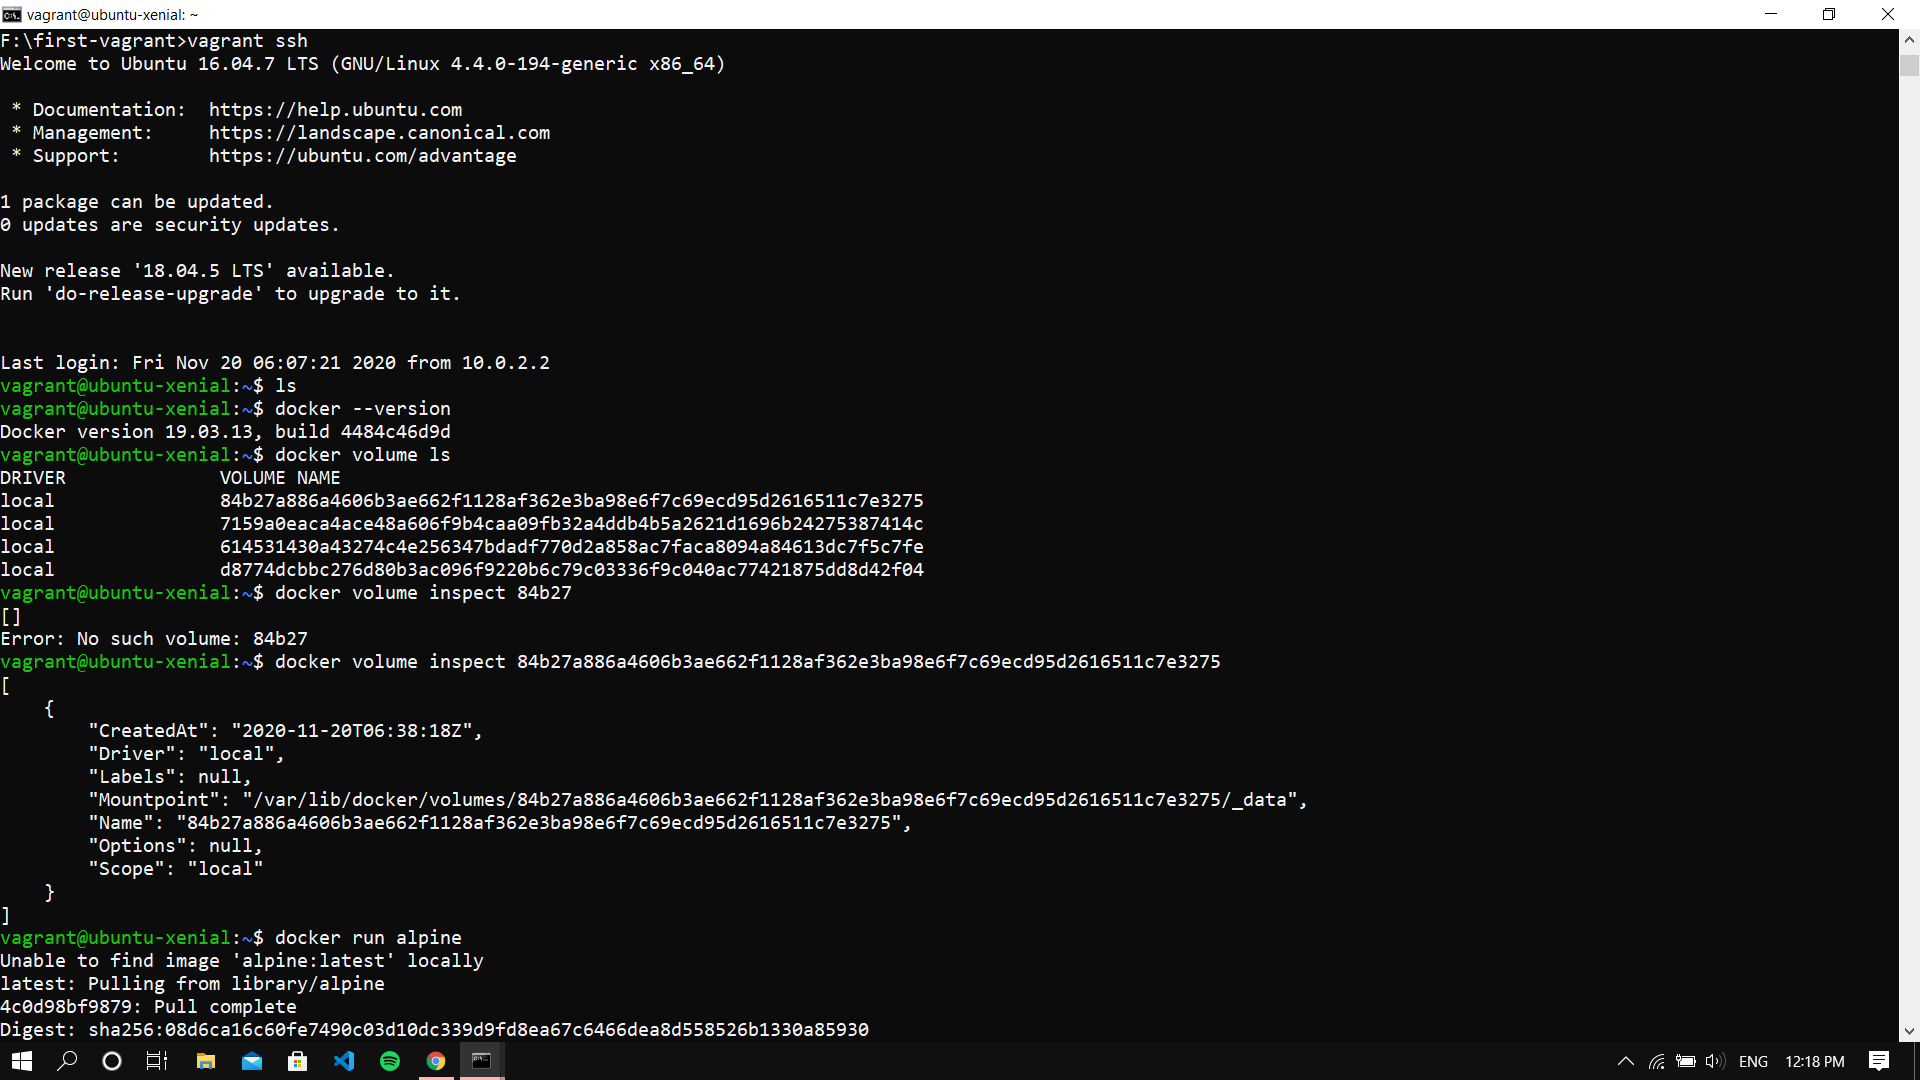 vagrant@ubuntu-xenial: ~
F:\first-vagrant>vagrant ssh
Welcome to Ubuntu 16.04.7 LTS (GNU/Linux 4.4.0-194-generic x86_64)
 * Documentation:  https://help.ubuntu.com
 * Management:     https://landscape.canonical.com
 * Support:        https://ubuntu.com/advantage
1 package can be updated.
0 updates are security updates.
New release '18.04.5 LTS' available.
Run 'do-release-upgrade' to upgrade to it.
Last login: Fri Nov 20 06:07:21 2020 from 10.0.2.2
vagrant@ubuntu-xenial:~$ ls
vagrant@ubuntu-xenial:~$ docker --version
Docker version 19.03.13, build 4484c46d9d
vagrant@ubuntu-xenial:~$ docker volume ls
DRIVER              VOLUME NAME
local               84b27a886a4606b3ae662f1128af362e3ba98e6f7c69ecd95d2616511c7e3275
local               7159a0eaca4ace48a606f9b4caa09fb32a4ddb4b5a2621d1696b24275387414c
local               614531430a43274c4e256347bdadf770d2a858ac7faca8094a84613dc7f5c7fe
local               d8774dcbbc276d80b3ac096f9220b6c79c03336f9c040ac77421875dd8d42f04
vagrant@ubuntu-xenial:~$ docker volume inspect 84b27
[]
Error: No such volume: 84b27
vagrant@ubuntu-xenial:~$ docker volume inspect 84b27a886a4606b3ae662f1128af362e3ba98e6f7c69ecd95d2616511c7e3275
[
    {
        "CreatedAt": "2020-11-20T06:38:18Z",
        "Driver": "local",
        "Labels": null,
        "Mountpoint": "/var/lib/docker/volumes/84b27a886a4606b3ae662f1128af362e3ba98e6f7c69ecd95d2616511c7e3275/_data",
        "Name": "84b27a886a4606b3ae662f1128af362e3ba98e6f7c69ecd95d2616511c7e3275",
        "Options": null,
        "Scope": "local"
    }
]
vagrant@ubuntu-xenial:~$ docker run alpine
Unable to find image 'alpine:latest' locally
latest: Pulling from library/alpine
4c0d98bf9879: Pull complete
Digest: sha256:08d6ca16c60fe7490c03d10dc339d9fd8ea67c6466dea8d558526b1330a85930
ENG 12:18 PM